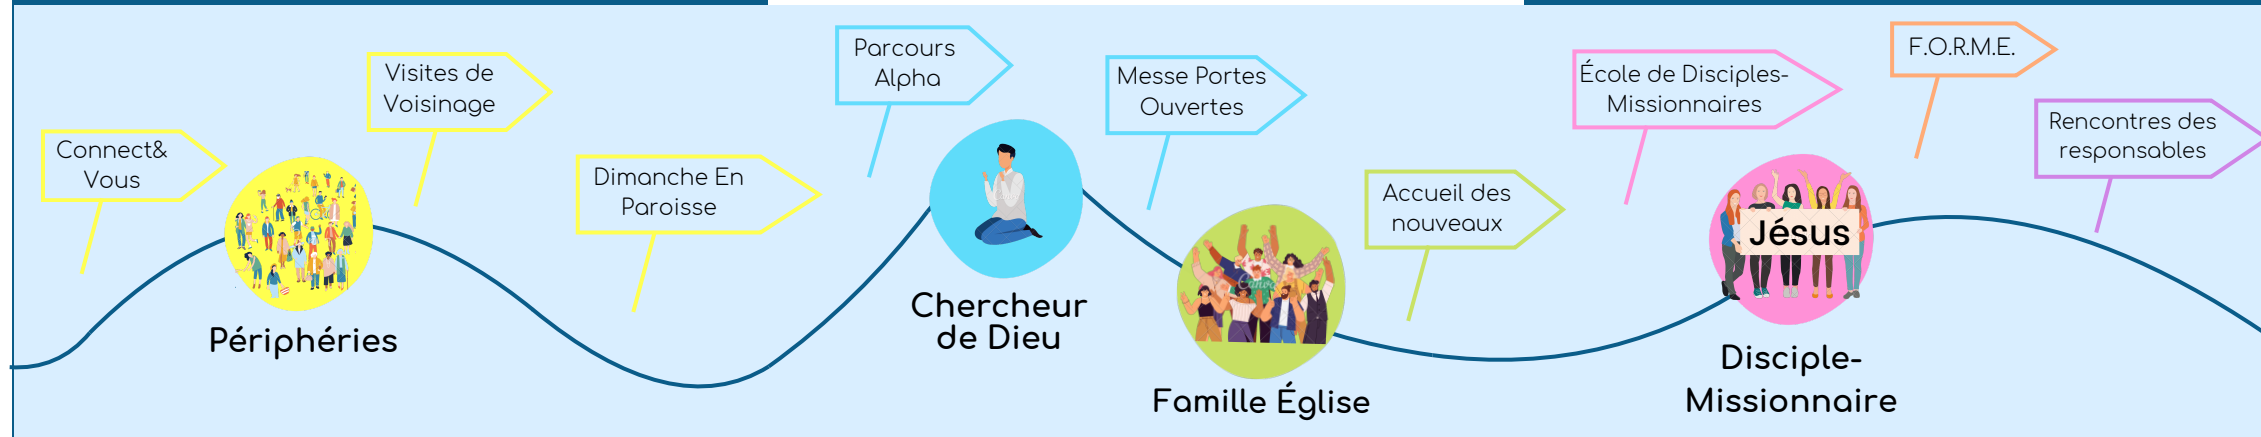 Connect&
Vous
Visites de
Voisinage
Dimanche En
Paroisse
Parcours
Alpha
Messe Portes
Ouvertes
Accueil des
nouveaux
École de Disciples-
Missionnaires
F.O.R.M.E.
Rencontres des
responsables
Périphéries
Chercheur
de Dieu
Canva
Famille Église
Jésus
Disciple-
Missionnaire